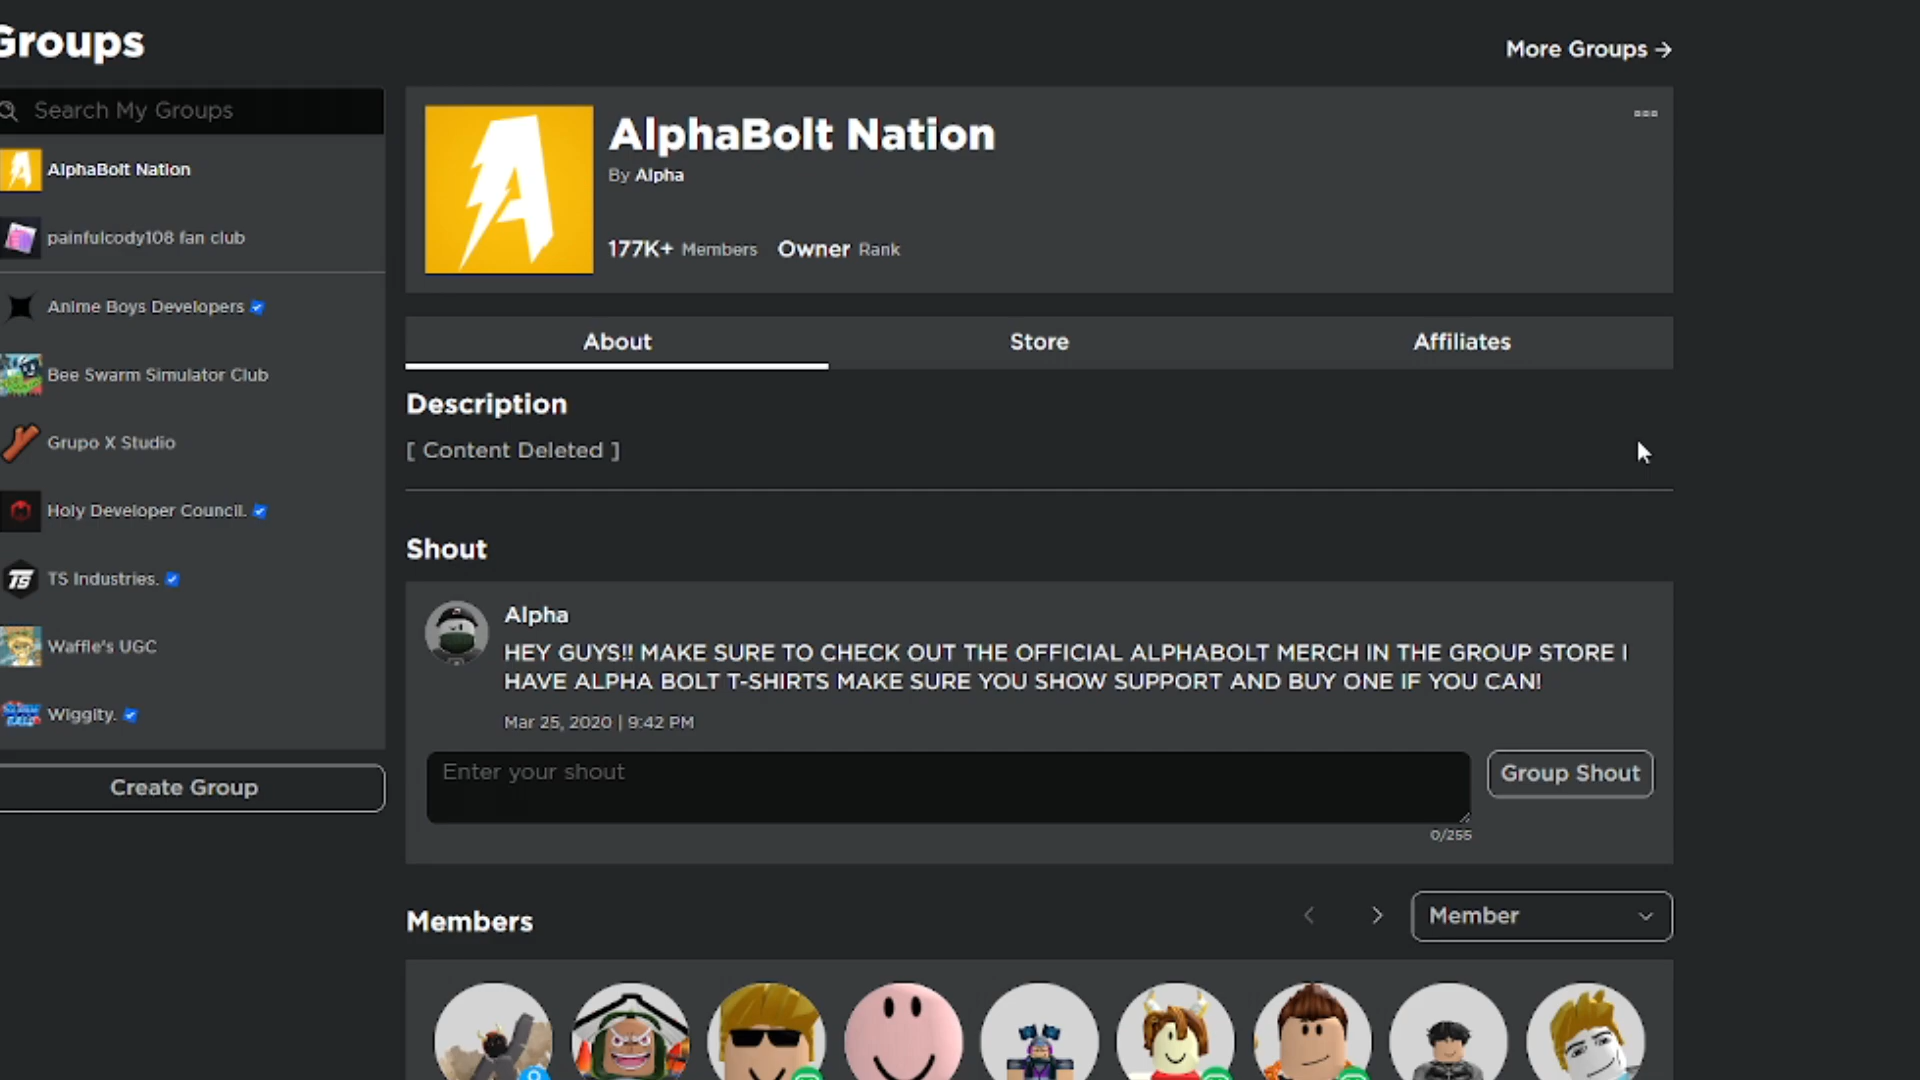 Groups
More Groups →
Search My Groups
AlphaBolt Nation
painfulcody108 fan club
Anime Boys Developers
Bee Swarm Simulator Club
Grupo X Studio
Holy Developer Council.
TS Industries.
Waffle's UGC
Wiggity.
Create Group
A
AlphaBolt Nation
By Alpha
177K+ Members Owner Rank
About Store Affiliates
Description
[ Content Deleted ]
Shout
Alpha
HEY GUYS!! MAKE SURE TO CHECK OUT THE OFFICIAL ALPHABOLT MERCH IN THE GROUP STORE I
HAVE ALPHA BOLT T-SHIRTS MAKE SURE YOU SHOW SUPPORT AND BUY ONE IF YOU CAN!
Mar 25, 2020 | 9:42 PM
Enter your shout
Group Shout
0/255
Members
Member